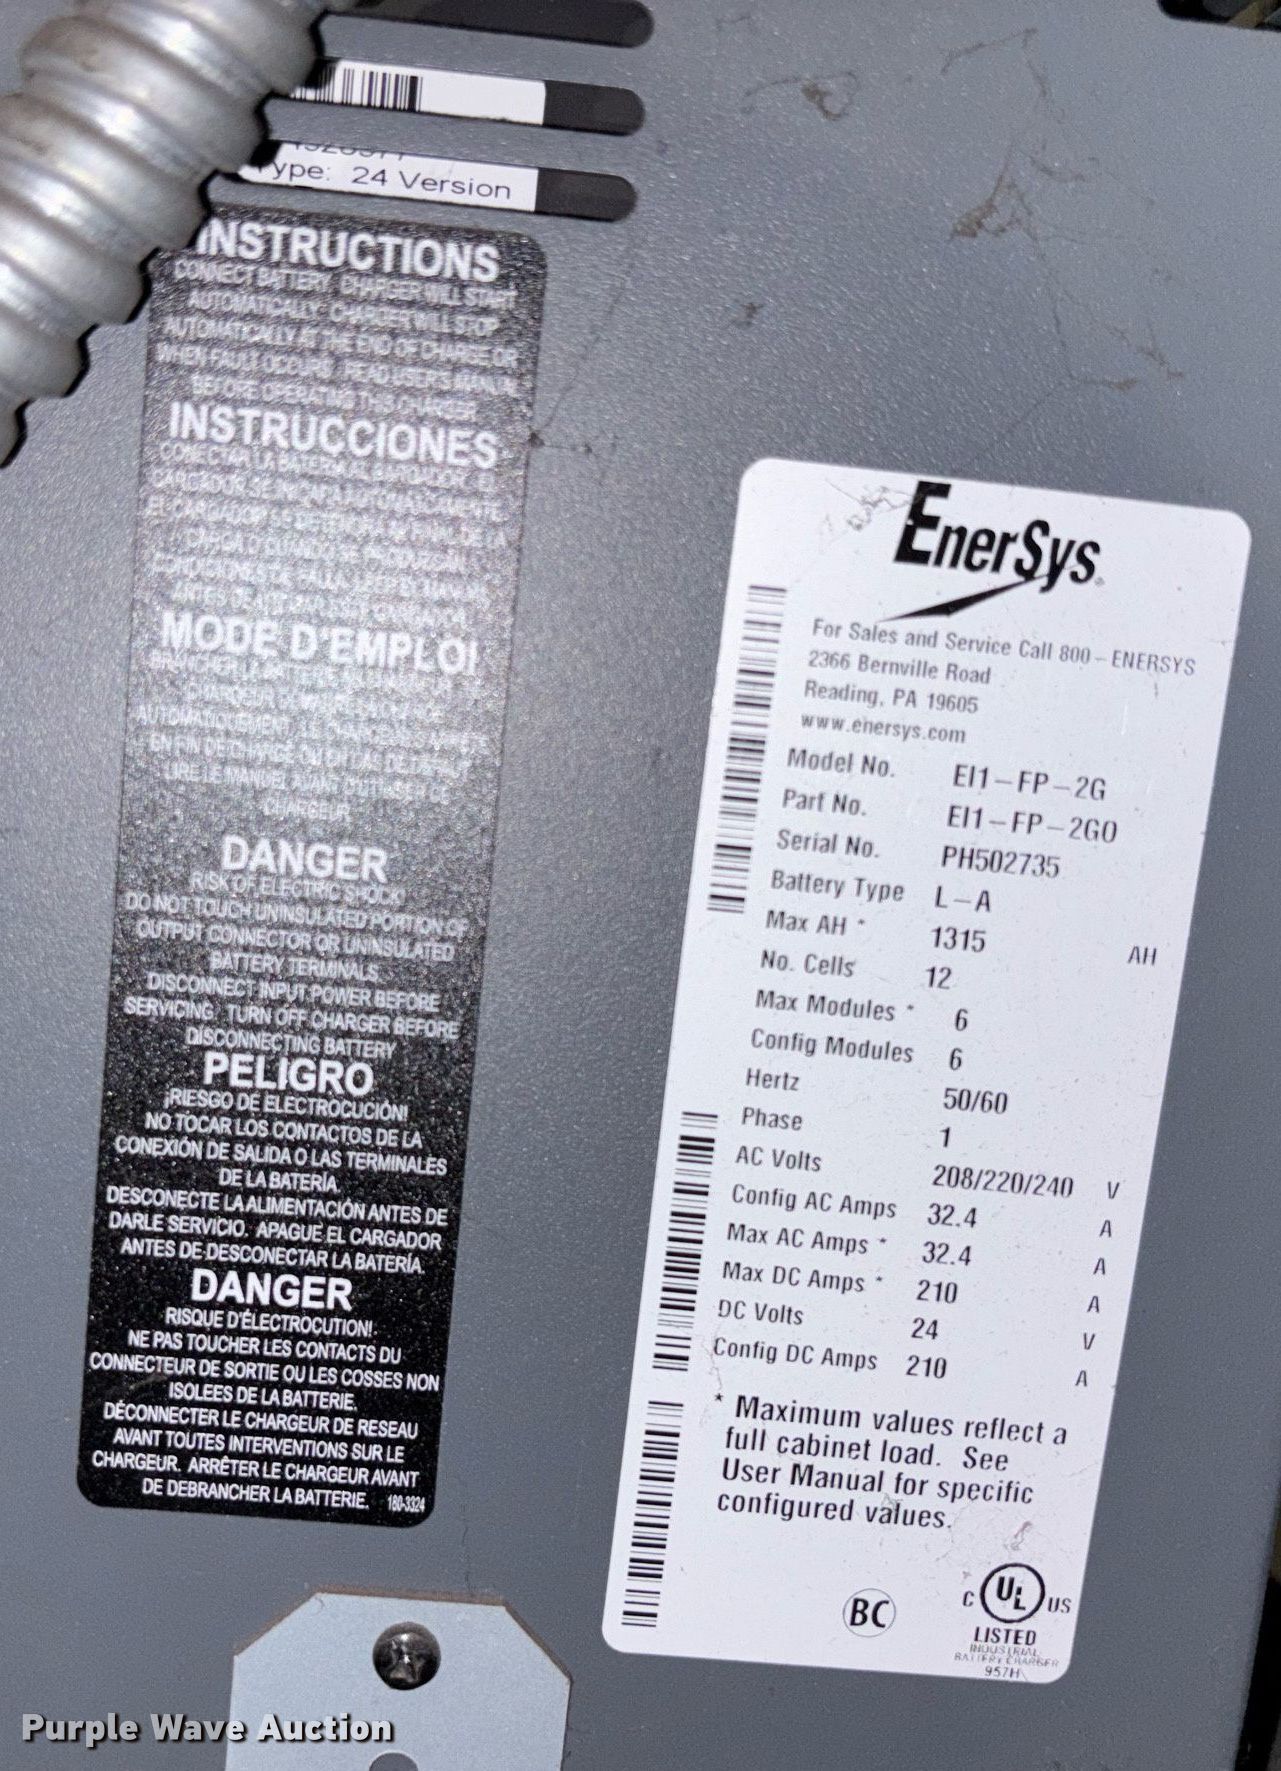 Type: 24 Version
INSTRUCTIONS
CONNECT BATTERY. CHARGER WILL START
AUTOMATICALLY. CHARGER WILL STOP
AUTOMATICALLY AT THE END OF CHARGE OR
WHEN FAULT OCCURS. READ USER'S MANUAL
BEFORE OPERATING THIS CHARGER
INSTRUCCIONES
CONECTAR LA BATERIA AL CARGADOR, EL
MODE D'EMPLOI
DANGER
RISK OF ELECTRIC SHOCK!
DO NOT TOUCH UNINSULATED PORTION OF
OUTPUT CONNECTOR OR UNINSULATED
BATTERY TERMINALS.
DISCONNECT INPUT POWER BEFORE
SERVICING. TURN OFF CHARGER BEFORE
DISCONNECTING BATTERY
PELIGRO
¡RIESGO DE ELECTROCUCIÓN!
NO TOCAR LOS CONTACTOS DE LA
CONEXIÓN DE SALIDA O LAS TERMINALES
DE LA BATERÍA.
DESCONECTE LA ALIMENTACIÓN ANTES DE
DARLE SERVICIO. APAGUE EL CARGADOR
ANTES DE DESCONECTAR LA BATERÍA.
DANGER
RISQUE D'ÉLECTROCUTION!
NE PAS TOUCHER LES CONTACTS DU
CONNECTEUR DE SORTIE OU LES COSSES NON
ISOLEES DE LA BATTERIE.
DÉCONNECTER LE CHARGEUR DE RESEAU
AVANT TOUTES INTERVENTIONS SUR LE
CHARGEUR. ARRÊTER LE CHARGEUR AVANT
DE DEBRANCHER LA BATTERIE. 180-3324
EnerSys
For Sales and Service Call 800-ENERSYS
2366 Bernville Road
Reading, PA 19605
www.enersys.com
Model No. EI1-FP-2G
Part No. EI1-FP-2G0
Serial No. PH502735
Battery Type L-A
Max AH * 1315 AH
No. Cells 12
Max Modules * 6
Config Modules 6
Hertz 50/60
Phase 1
AC Volts 208/220/240 V
Config AC Amps 32.4 A
Max AC Amps * 32.4 A
Max DC Amps * 210 A
DC Volts 24 V
Config DC Amps 210 A
* Maximum values reflect a
full cabinet load. See
User Manual for specific
configured values.
BC
C UL US
LISTED
INDUSTRIAL
BATTERY CHARGER
957H
Purple Wave Auction